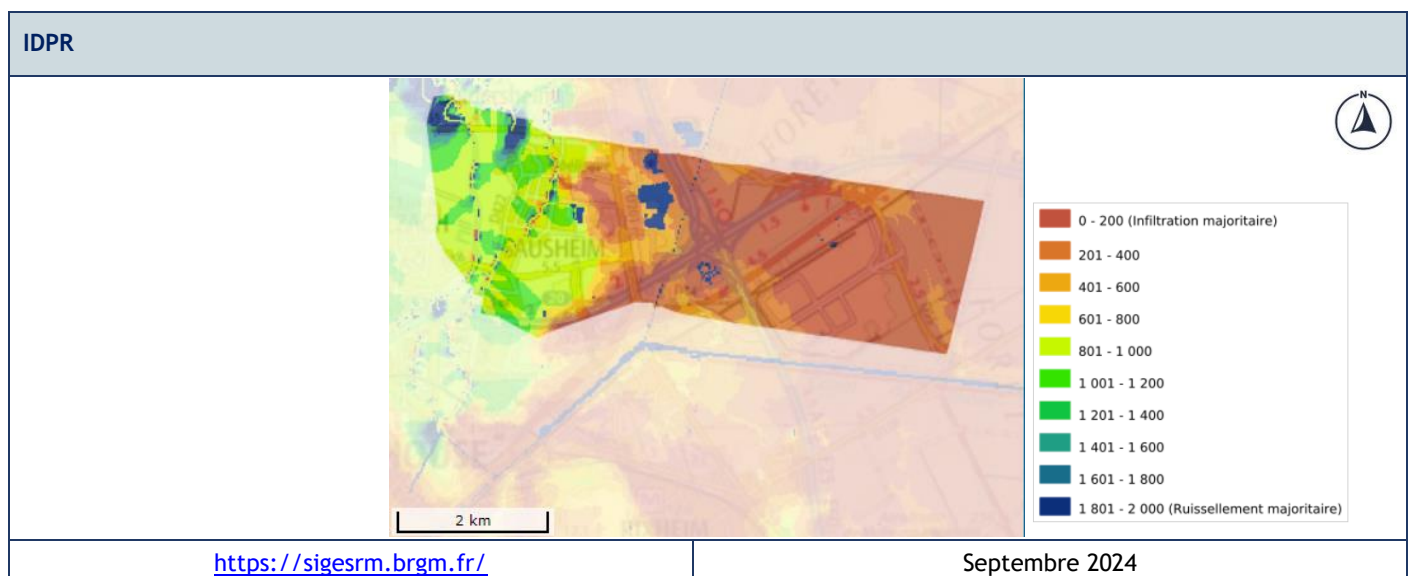 IDPR
FORET
SAUSHEIM
N
0 - 200 (Infiltration majoritaire)
201 - 400
401 - 600
601 - 800
801 - 1 000
1 001 - 1 200
1 201 - 1 400
1 401 - 1 600
1 601 - 1 800
1 801 - 2 000 (Ruissellement majoritaire)
2 km
https://sigesrm.brgm.fr/
Septembre 2024